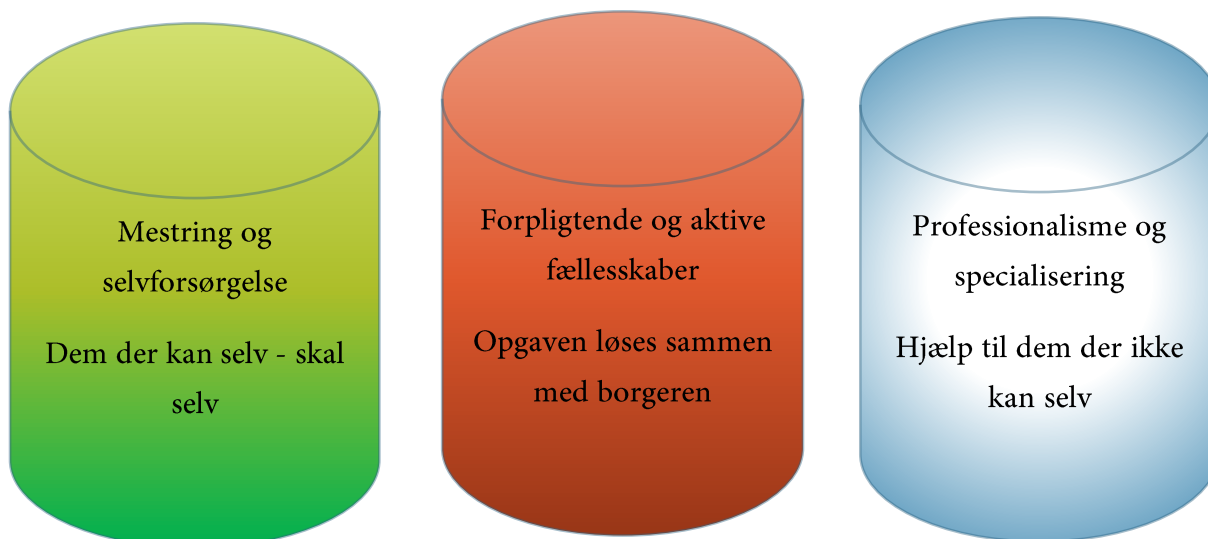 Mestring og
selvforsørgelse
Dem der kan selv - skal
selv
Forpligtende og aktive
fællesskaber
Opgaven løses sammen
med borgeren
Professionalisme og
specialisering
Hjælp til dem der ikke
kan selv